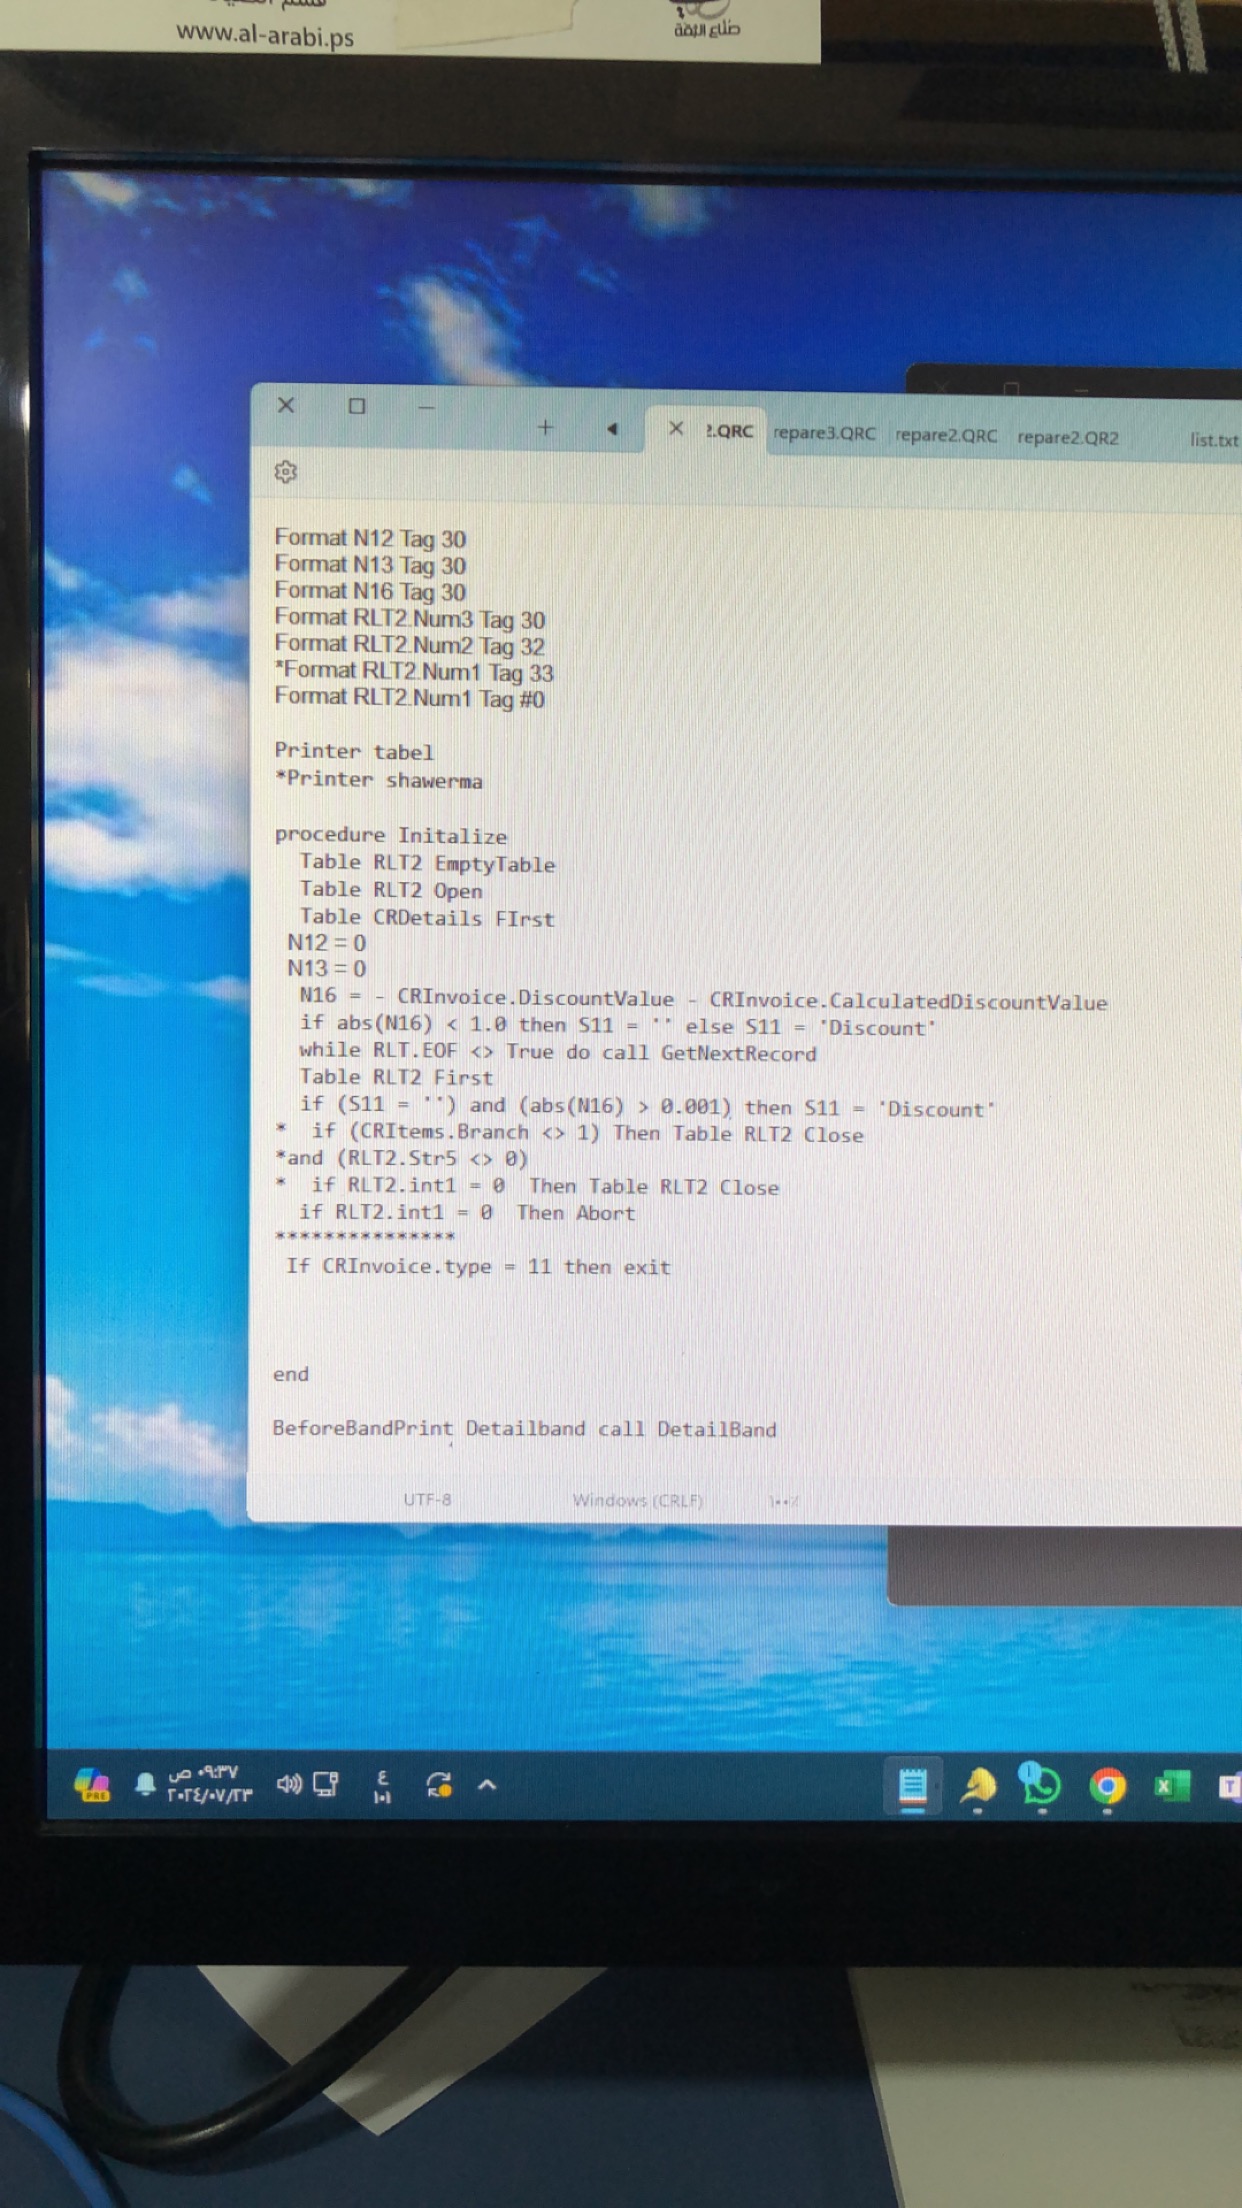 www.al-arabi.ps
.QRC
repare3.QRC
repare2.QRC
repare2.QR2
list.txt
Format N12 Tag 30
Format N13 Tag 30
Format N16 Tag 30
Format RLT2.Num3 Tag 30
Format RLT2.Num2 Tag 32
*Format RLT2.Num1 Tag 33
Format RLT2.Num1 Tag #0
Printer tabel
*Printer shawerma
procedure Initalize
Table RLT2 EmptyTable
Table RLT2 Open
Table CRDetails FIrst
N12 = 0
N13 = 0
N16 = - CRInvoice.DiscountValue - CRInvoice.CalculatedDiscountValue
if abs(N16) < 1.0 then S11 = '' else S11 = 'Discount'
while RLT.EOF <> True do call GetNextRecord
Table RLT2 First
if (S11 = '') and (abs(N16) > 0.001) then S11 = 'Discount'
* if (CRItems.Branch <> 1) Then Table RLT2 Close
*and (RLT2.Str5 <> 0)
* if RLT2.int1 = 0 Then Table RLT2 Close
if RLT2.int1 = 0 Then Abort
***************
If CRInvoice.type = 11 then exit
end
BeforeBandPrint Detailband call DetailBand
UTF-8
Windows (CRLF)
١٠٠٪
PRE
٠٩:٣٧ ص
٢٠٢٤/٠٧/٢٣
ع
١٠١